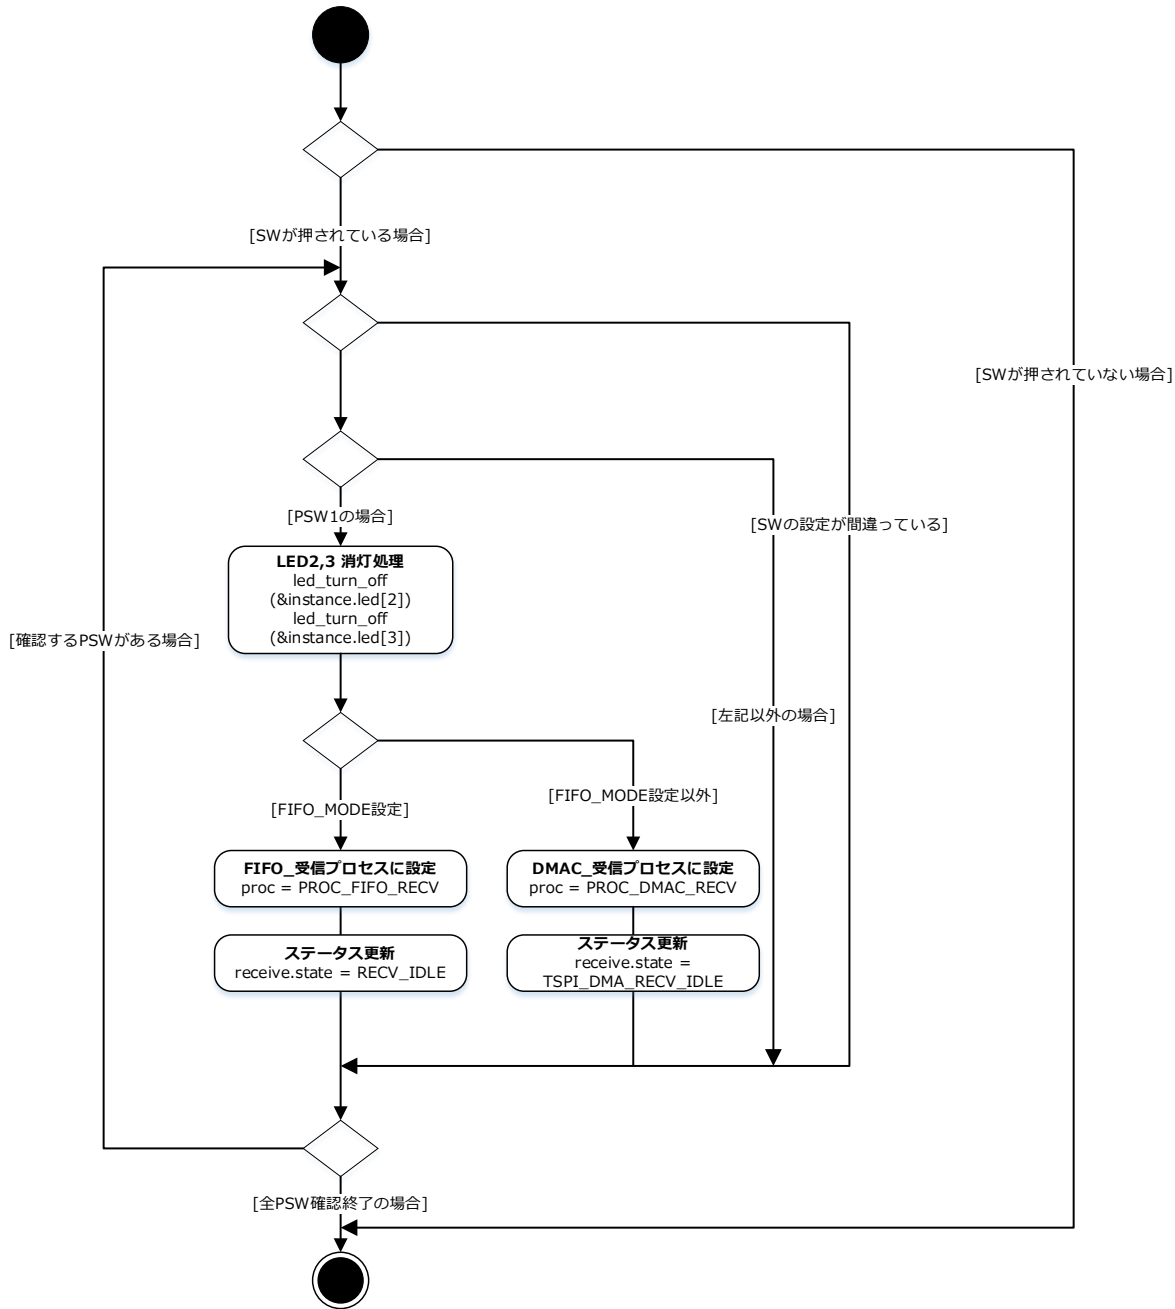 [SWが押されている場合]
[SWが押されていない場合]
[PSW1の場合]
[SWの設定が間違っている]
LED2,3 消灯処理
led_turn_off
(&instance.led[2])
led_turn_off
(&instance.led[3])
[確認するPSWがある場合]
[左記以外の場合]
[FIFO_MODE設定]
[FIFO_MODE設定以外]
FIFO_受信プロセスに設定
proc = PROC_FIFO_RECV
DMAC_受信プロセスに設定
proc = PROC_DMAC_RECV
ステータス更新
receive.state = RECV_IDLE
ステータス更新
receive.state =
TSPI_DMA_RECV_IDLE
[全PSW確認終了の場合]